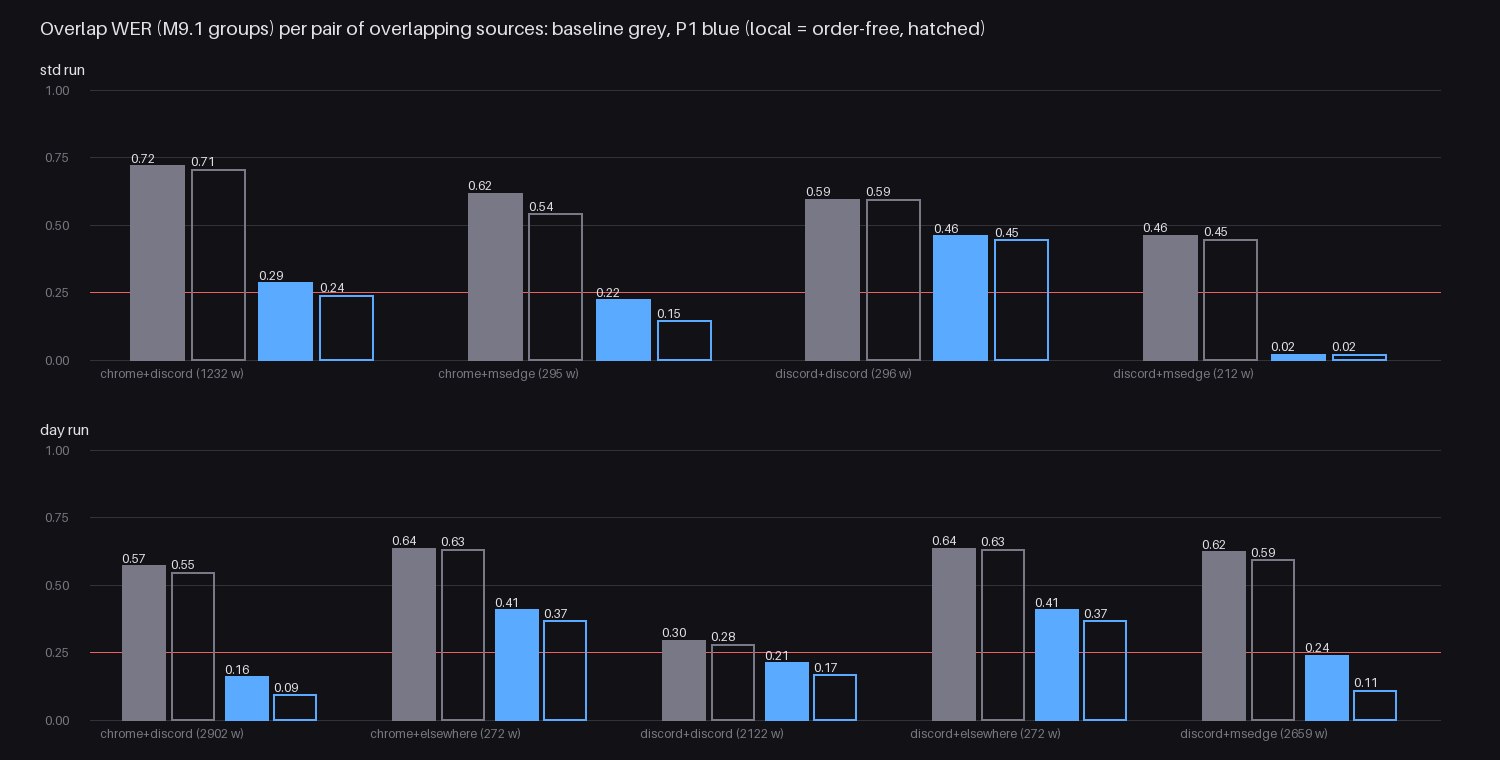 Overlap WER (M9.1 groups) per pair of overlapping sources: baseline grey, P1 blue (local = order-free, hatched)
std run
1.00
0.75
0.72 0.71 0.29 0.24 0.62 0.54 0.22 0.15 0.59 0.59 0.46 0.45 0.46 0.45 0.02 0.02
0.50
0.25
0.00
chrome+discord (1232 w) chrome+msedge (295 w) discord+discord (296 w) discord+msedge (212 w)
day run
1.00
0.75
0.57 0.55 0.16 0.09 0.64 0.63 0.41 0.37 0.30 0.28 0.21 0.17 0.64 0.63 0.41 0.37 0.62 0.59 0.24 0.11
0.50
0.25
0.00
chrome+discord (2902 w) chrome+elsewhere (272 w) discord+discord (2122 w) discord+elsewhere (272 w) discord+msedge (2659 w)